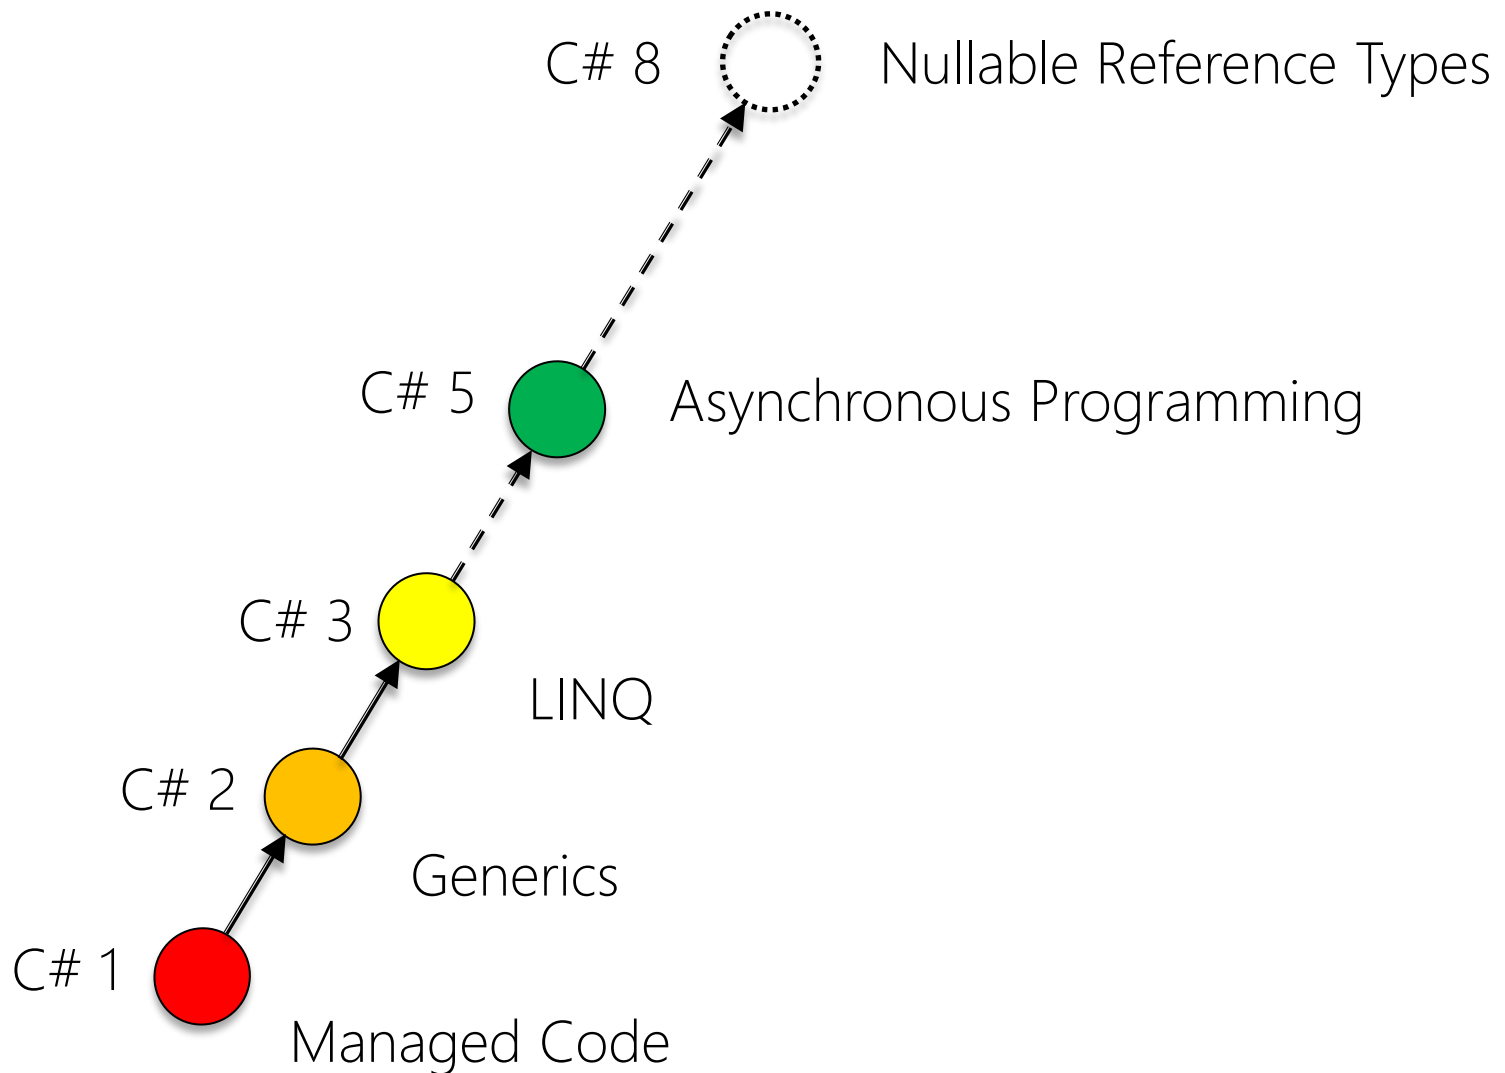 C# 8 Nullable Reference Types
C# 5 Asynchronous Programming
C# 3
LINQ
C# 2
Generics
C# 1
Managed Code